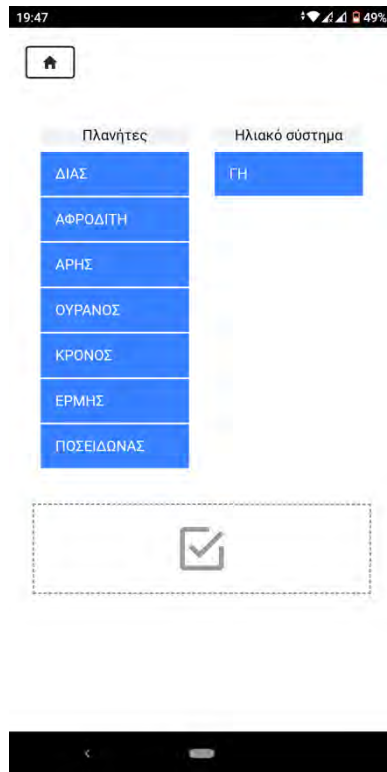 19:47
49%
Πλανήτες
Ηλιακό σύστημα
ΔΙΑΣ
ΓΗ
ΑΦΡΟΔΙΤΗ
ΑΡΗΣ
ΟΥΡΑΝΟΣ
ΚΡΟΝΟΣ
ΕΡΜΗΣ
ΠΟΣΕΙΔΩΝΑΣ